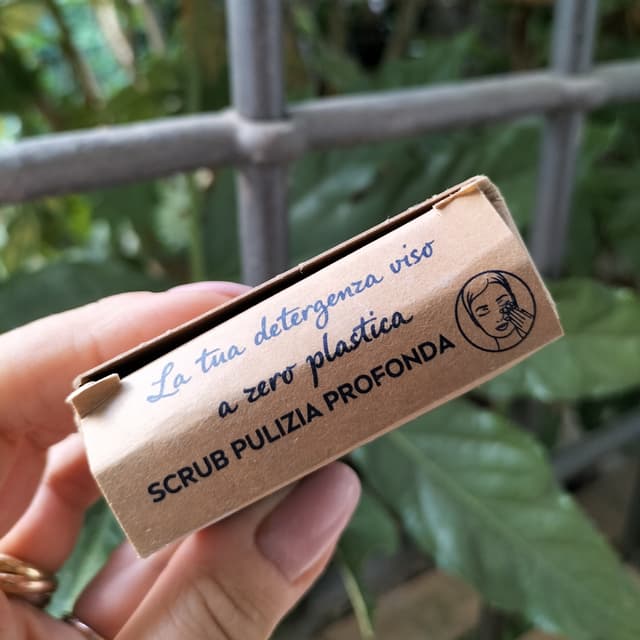 La tua detergenza viso
a zero plastica
SCRUB PULIZIA PROFONDA